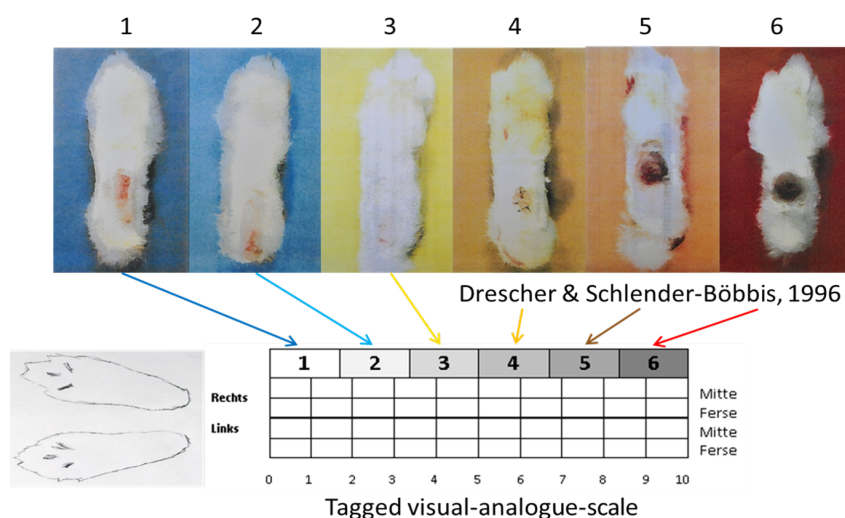 1 2 3 4 5 6
Drescher & Schlender-Böbbis, 1996
1 2 3 4 5 6
Rechts
Mitte
Ferse
Links
Mitte
Ferse
0 1 2 3 4 5 6 7 8 9 10
Tagged visual-analogue-scale